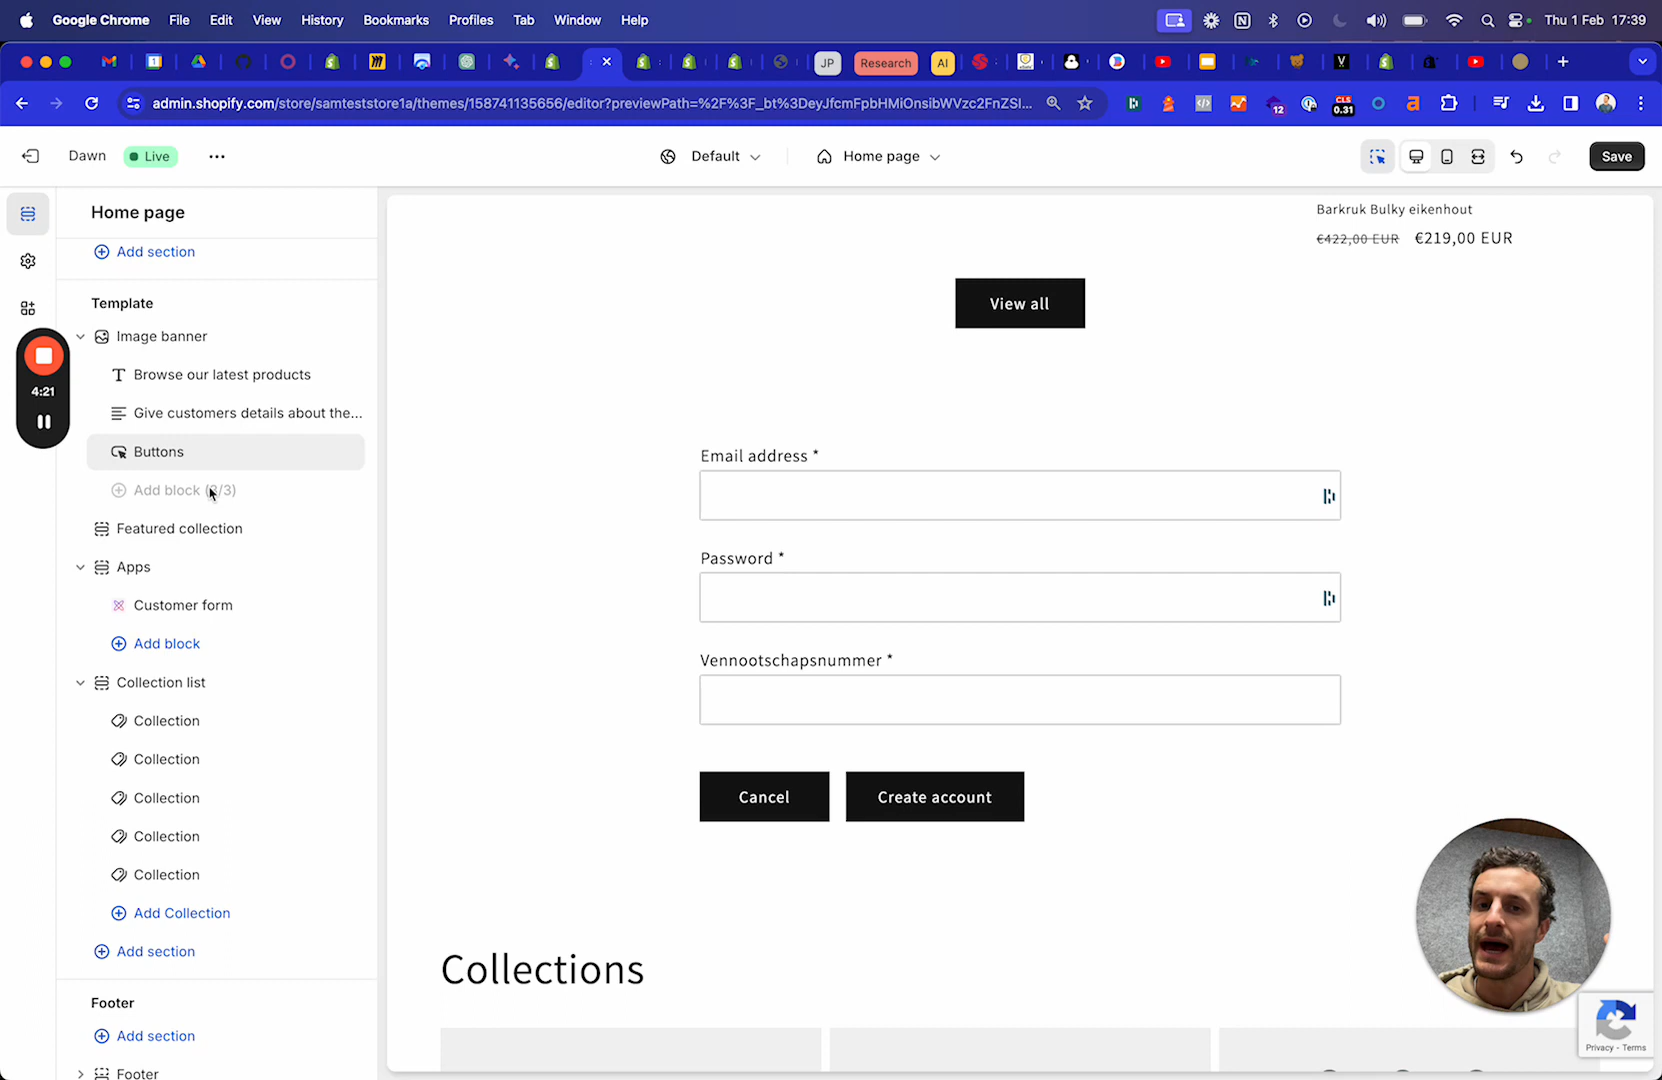 Google Chrome File Edit View History Bookmarks Profiles Tab Window Help Thu 1 Feb 17:39
JP Research AI
admin.shopify.com/store/samteststore1a/themes/158741135656/editor?previewPath=%2F%3F_bt%3DeyJfcmFpbHMiOnsibWVzc2FnZSI... 12 CLS 0.31
Dawn Live ... Default Home page Save
Home page
Add section
Template
Image banner
Browse our latest products
Give customers details about the...
Buttons
Add block (3/3)
Featured collection
Apps
Customer form
Add block
Collection list
Collection
Collection
Collection
Collection
Collection
Add Collection
Add section
Footer
Add section
Footer
4:21
Barkruk Bulky eikenhout
€422,00 EUR €219,00 EUR
View all
Email address *
Password *
Vennootschapsnummer *
Cancel Create account
Collections
Privacy - Terms